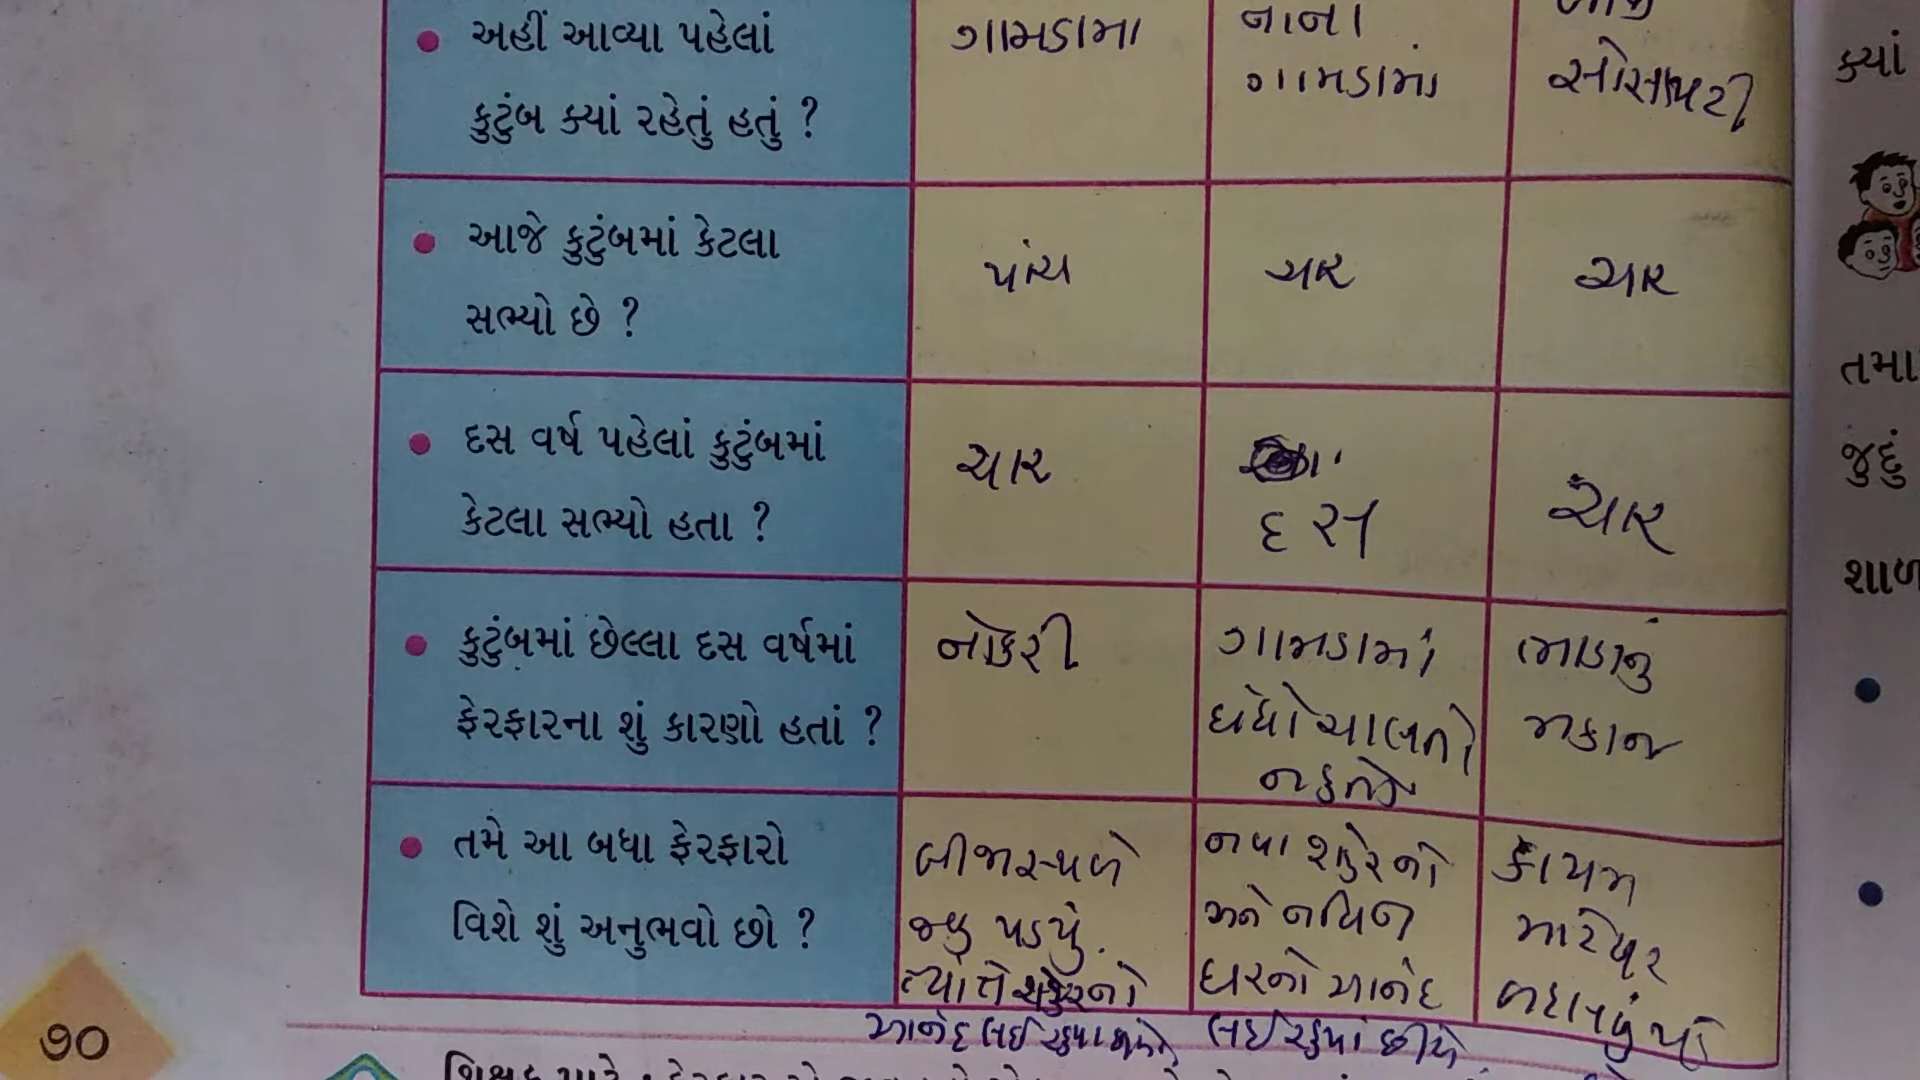 અહીં આવ્યા પહેલાં
કુટુંબ ક્યાં રહેતું હતું ?
ગામડામા
નાના
ગામડામાં
સોસાયટી
આજે કુટુંબમાં કેટલા
સભ્યો છે ?
પાંચ
ચાર
ચાર
દસ વર્ષ પહેલાં કુટુંબમાં
કેટલા સભ્યો હતા ?
ચાર
દસ
ચાર
કુટુંબમાં છેલ્લા દસ વર્ષમાં
ફેરફારના શું કારણો હતાં ?
નોકરી
ગામડામાં
ધંધો ચાલતો
ભાડાનું
મકાન
તમે આ બધા ફેરફારો
વિશે શું અનુભવો છો ?
બીજા સ્થળે
જવુ પડ્યું.
ત્યાં તે શહેરનો
આનંદ લઈ રહ્યા
નવા શહેરનો
અને નવિન
ઘરનો આનંદ
લઈ રહ્યાં છીએ
કાયમ
માટે ઘર
બદલવું પડે
૭૦
ક્યાં
તમા
જુદું
શાળ